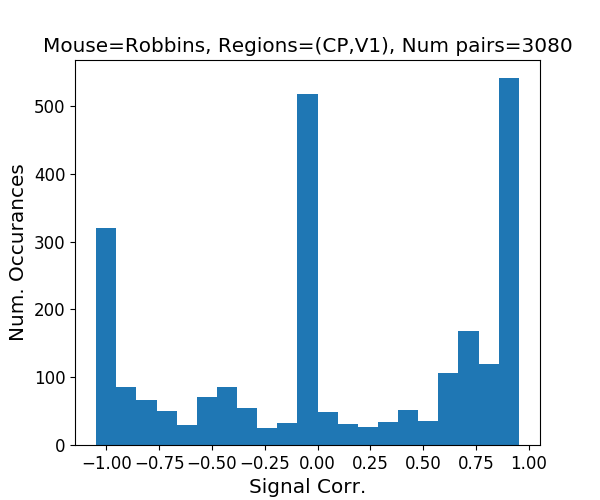 Mouse=Robbins, Regions=(CP,V1), Num pairs=3080
500
400
300
200
100
0
Num. Occurances
−1.00 −0.75 −0.50 −0.25 0.00 0.25 0.50 0.75 1.00
Signal Corr.